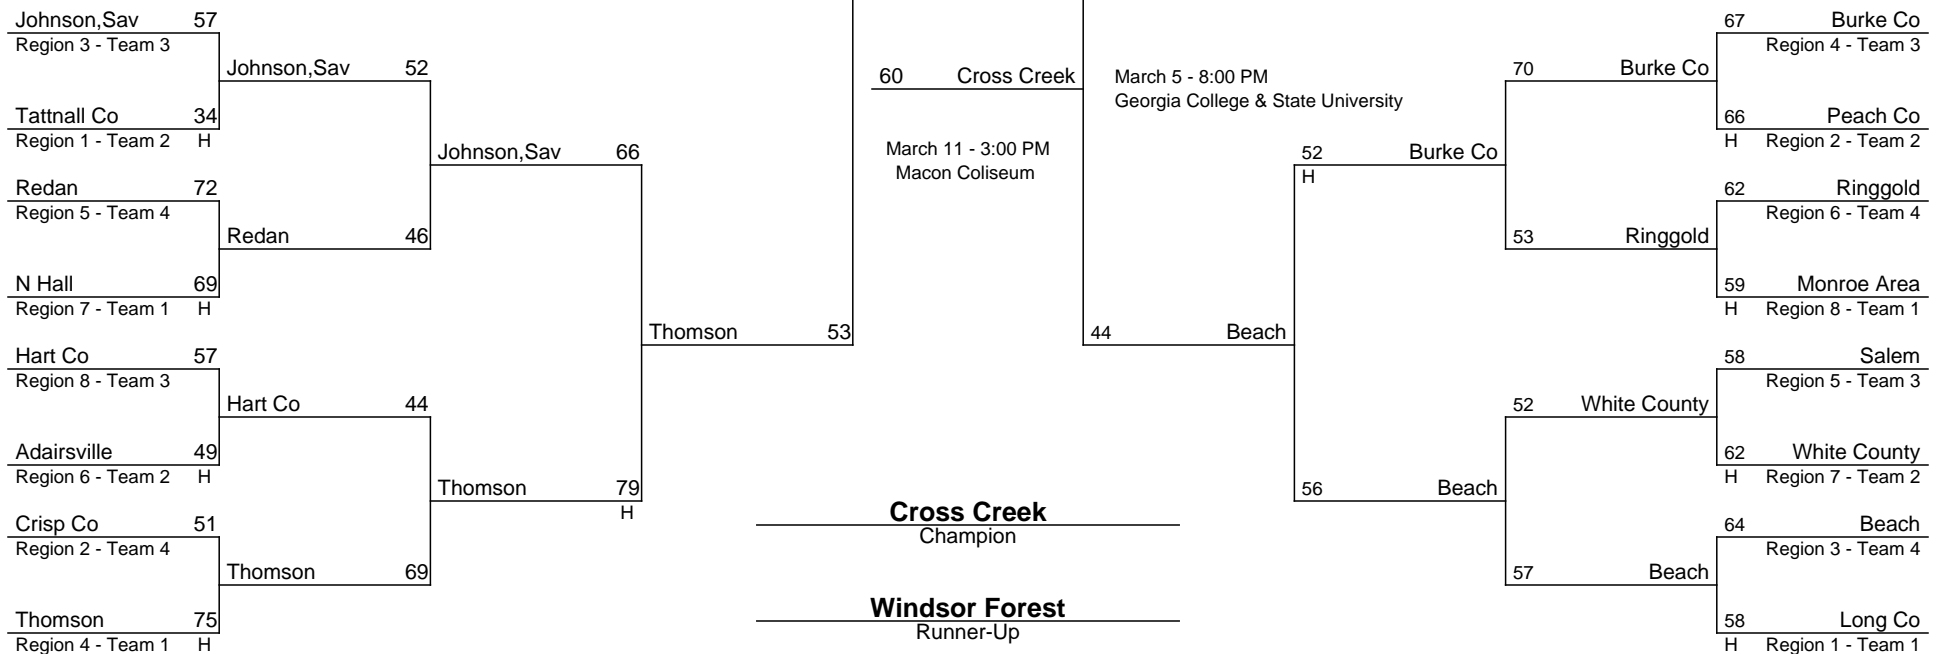 Johnson,Sav 57
Region 3 - Team 3
Johnson,Sav 52
Tattnall Co 34
Region 1 - Team 2 H
Johnson,Sav 66
Redan 72
Region 5 - Team 4
Redan 46
N Hall 69
Region 7 - Team 1 H
Thomson 53
Hart Co 57
Region 8 - Team 3
Hart Co 44
Adairsville 49
Region 6 - Team 2 H
Thomson 79
H
Crisp Co 51
Region 2 - Team 4
Thomson 69
Thomson 75
Region 4 - Team 1 H
60 Cross Creek
March 11 - 3:00 PM
Macon Coliseum
Cross Creek
Champion
Windsor Forest
Runner-Up
March 5 - 8:00 PM
Georgia College & State University
67 Burke Co
Region 4 - Team 3
70 Burke Co
66 Peach Co
H Region 2 - Team 2
52 Burke Co
H
62 Ringgold
Region 6 - Team 4
53 Ringgold
59 Monroe Area
H Region 8 - Team 1
44 Beach
58 Salem
Region 5 - Team 3
52 White County
62 White County
H Region 7 - Team 2
56 Beach
64 Beach
Region 3 - Team 4
57 Beach
58 Long Co
H Region 1 - Team 1